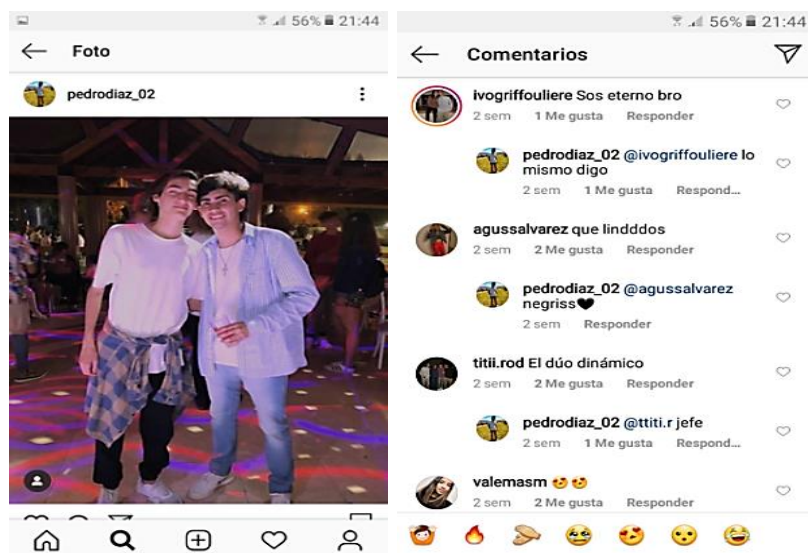 56% 21:44
Foto
pedrodiaz_02
56% 21:44
Comentarios
ivogriffouliere Sos eterno bro
2 sem 1 Me gusta Responder
pedrodiaz_02 @ivogriffouliere lo
mismo digo
2 sem 1 Me gusta Respond...
agussalvarez que lindddos
2 sem 2 Me gusta Responder
pedrodiaz_02 @agussalvarez
negriss🖤
2 sem Responder
titii.rod El dúo dinámico
2 sem 2 Me gusta Responder
pedrodiaz_02 @ttiti.r jefe
2 sem 1 Me gusta Respond...
valemasm 😍😍
2 sem 2 Me gusta Responder